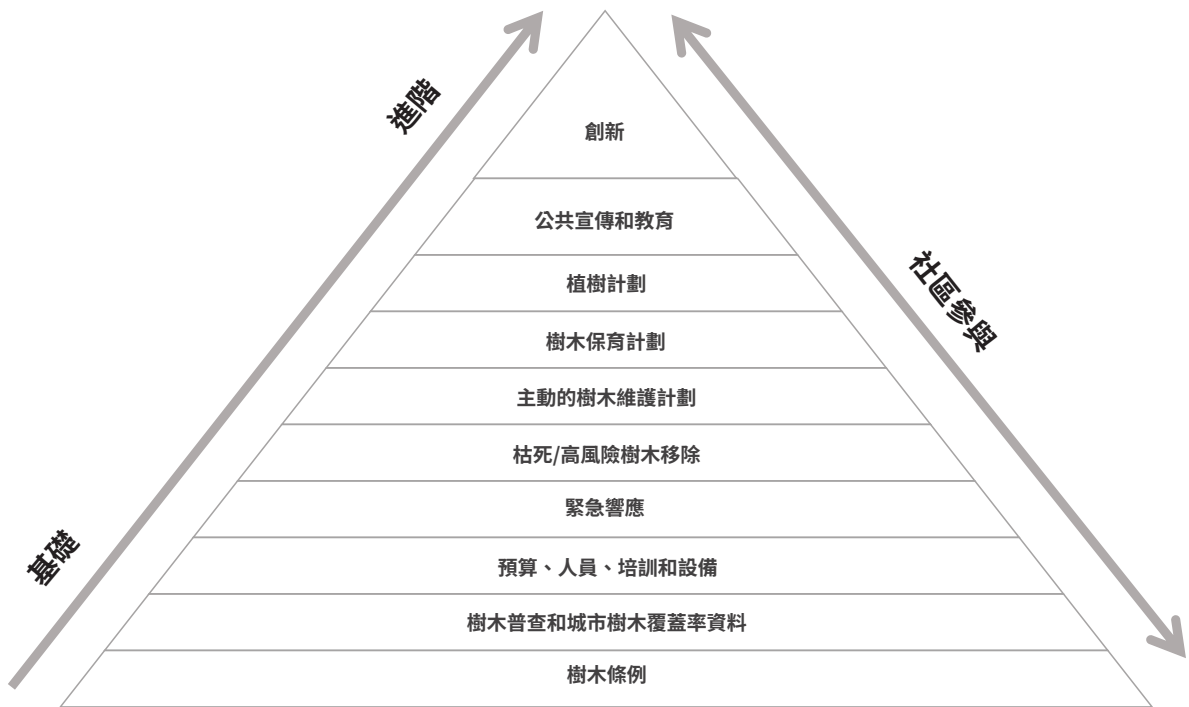 進階
創新
公共宣傳和教育
社區參與
植樹計劃
樹木保育計劃
主動的樹木維護計劃
枯死/高風險樹木移除
緊急響應
基礎
預算、人員、培訓和設備
樹木普查和城市樹木覆蓋率資料
樹木條例